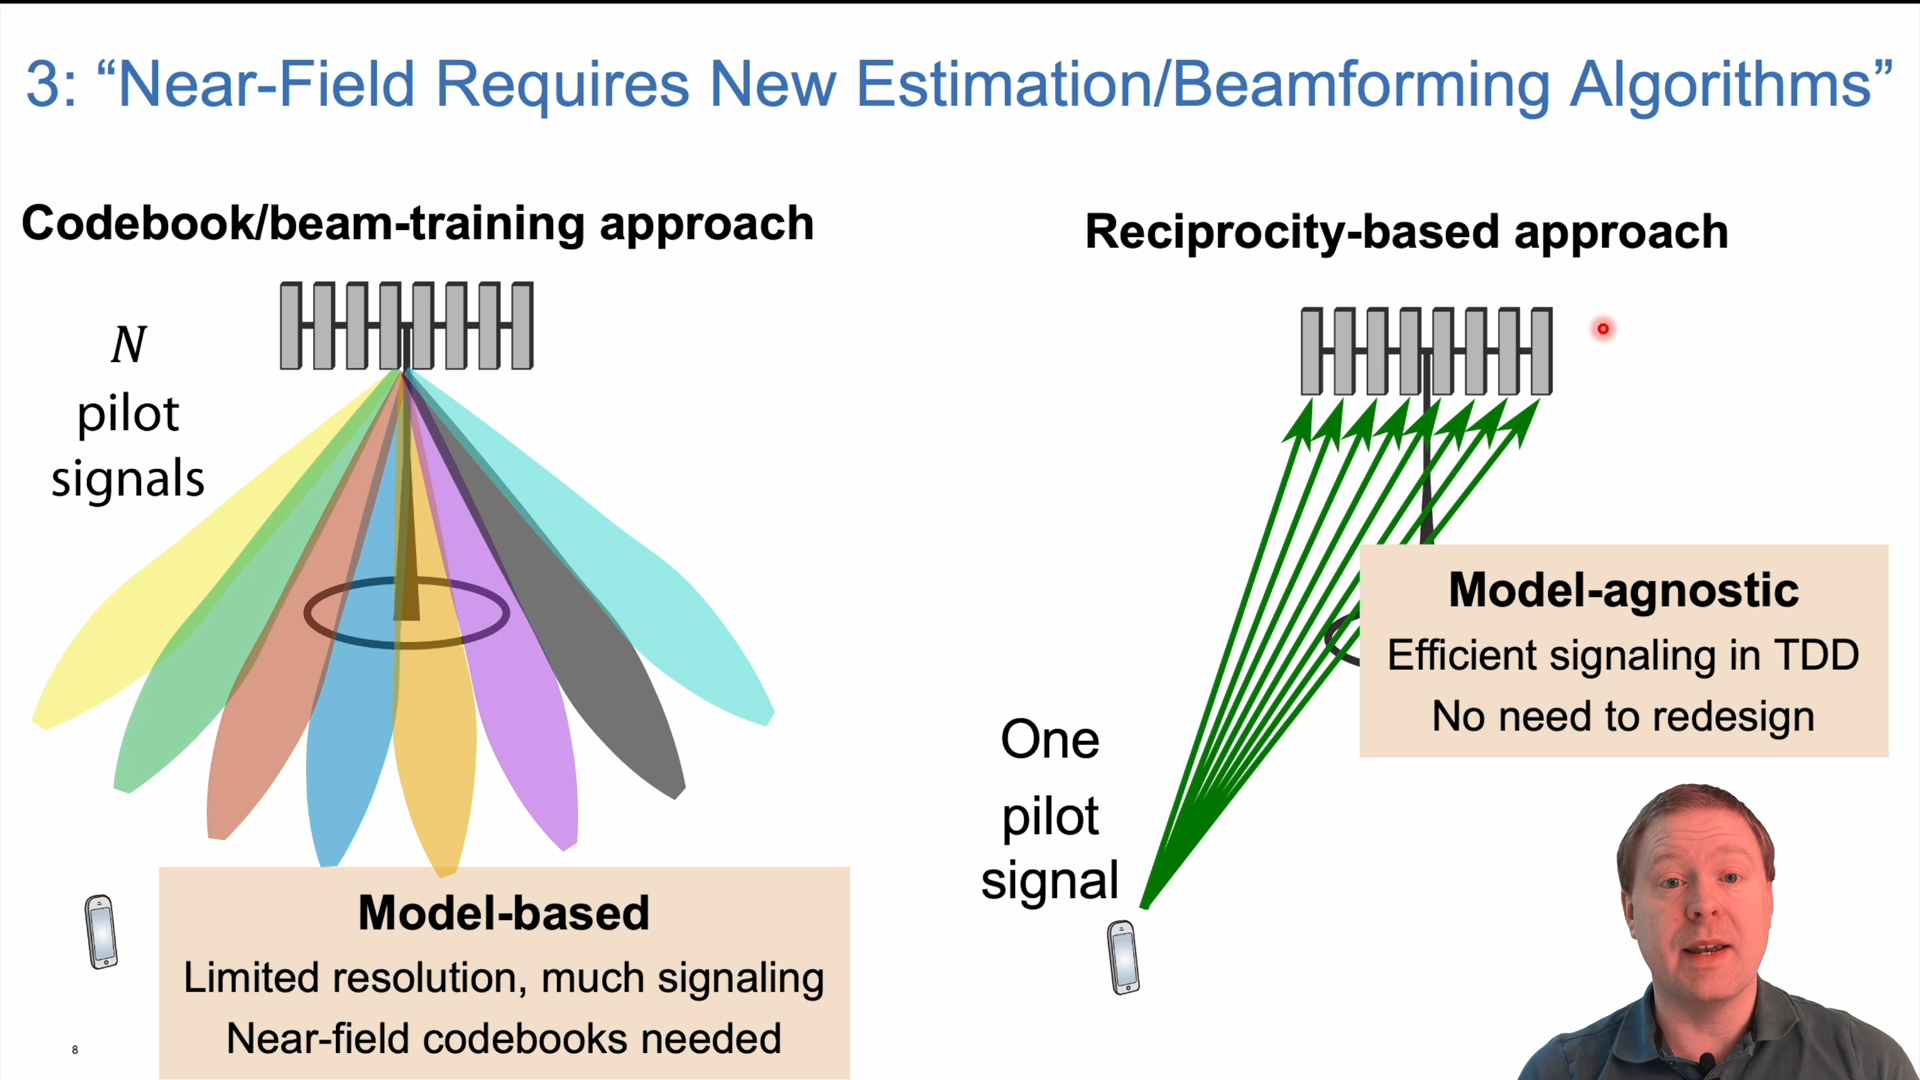 3: “Near-Field Requires New Estimation/Beamforming Algorithms”
Codebook/beam-training approach
N
pilot
signals
Model-based
Limited resolution, much signaling
Near-field codebooks needed
Reciprocity-based approach
One
pilot
signal
Model-agnostic
Efficient signaling in TDD
No need to redesign
8